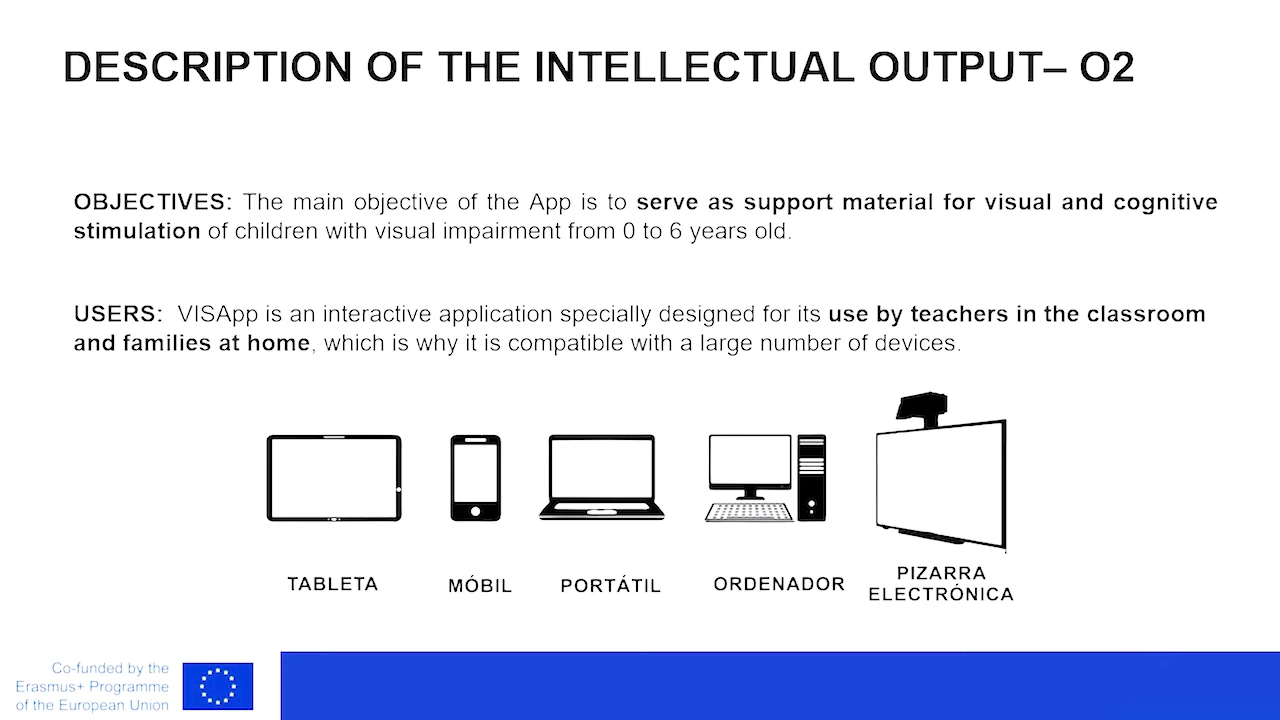 DESCRIPTION OF THE INTELLECTUAL OUTPUT– O2
OBJECTIVES: The main objective of the App is to serve as support material for visual and cognitive
stimulation of children with visual impairment from 0 to 6 years old.
USERS: VISApp is an interactive application specially designed for its use by teachers in the classroom
and families at home, which is why it is compatible with a large number of devices.
TABLETA
MÓBIL
PORTÁTIL
ORDENADOR
PIZARRA
ELECTRÓNICA
Co-funded by the
Erasmus+ Programme
of the European Union